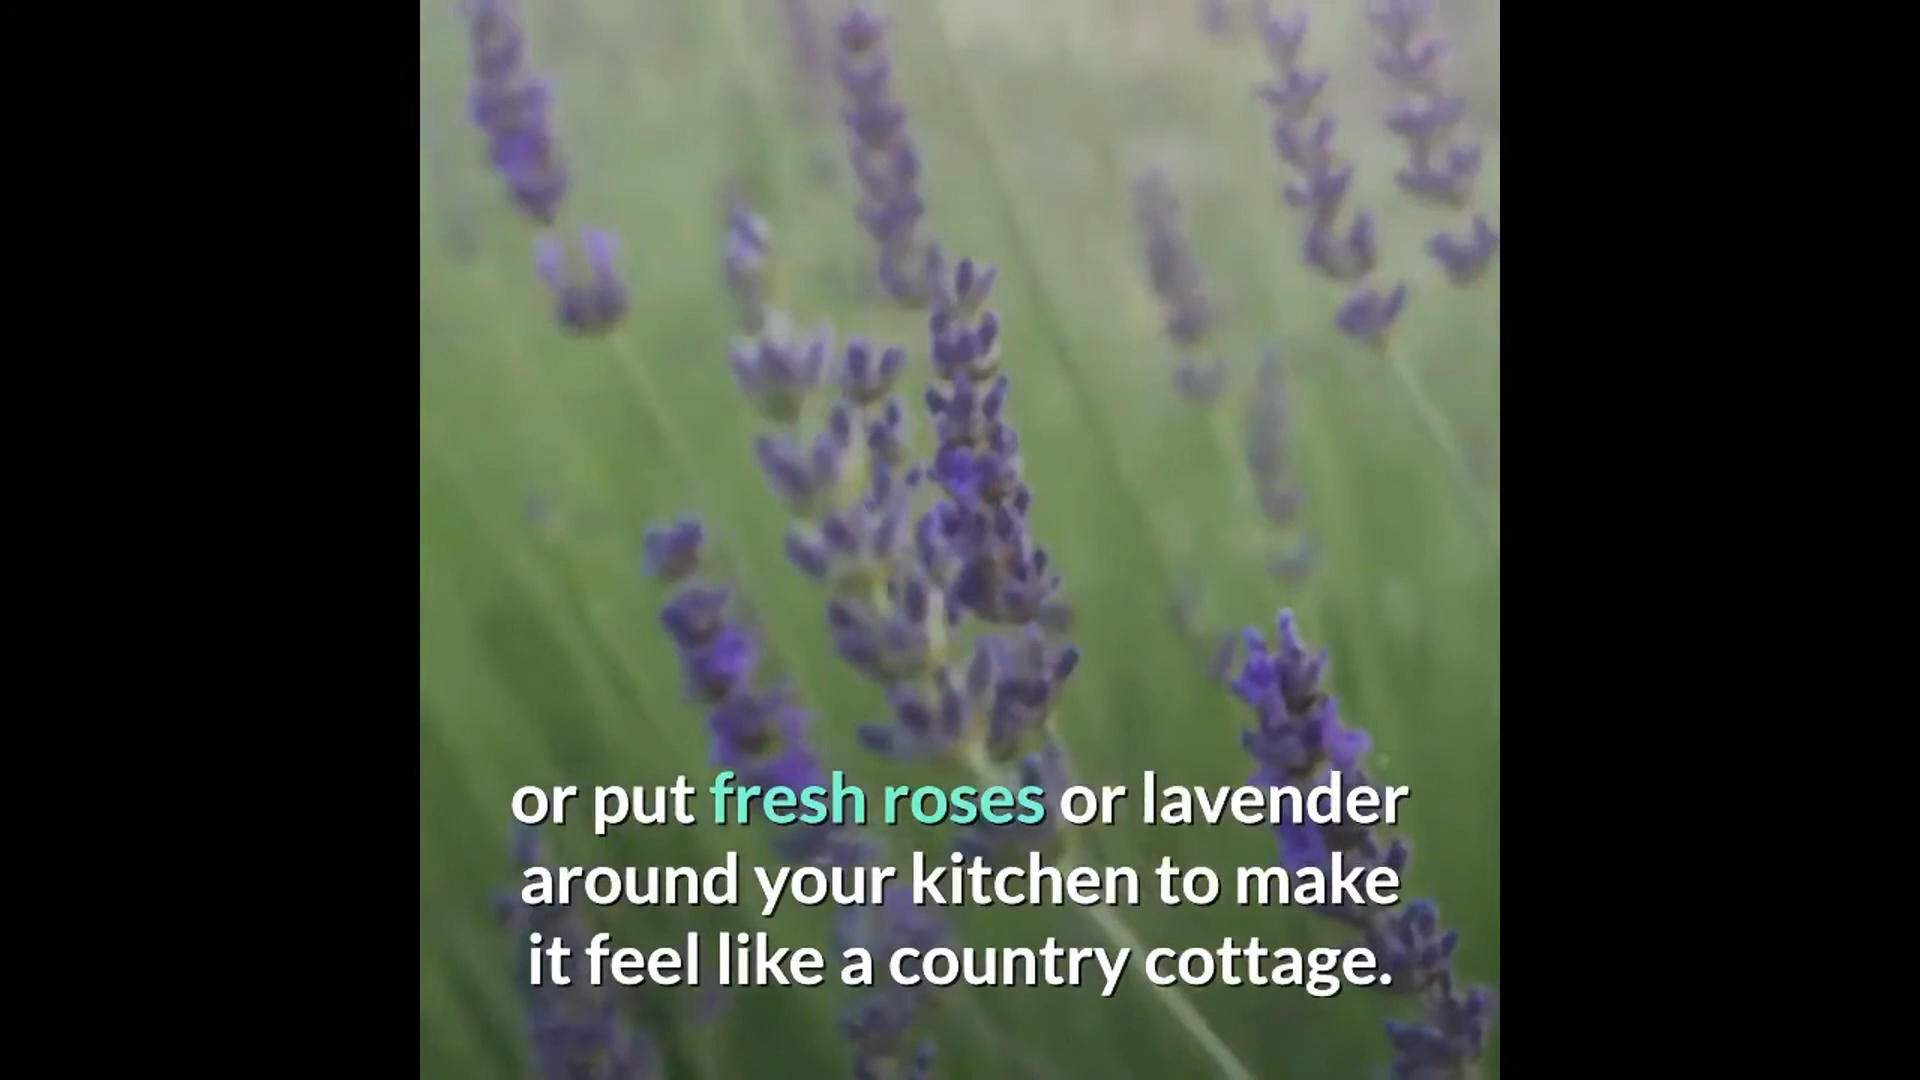 or put fresh roses or lavender
around your kitchen to make
it feel like a country cottage.